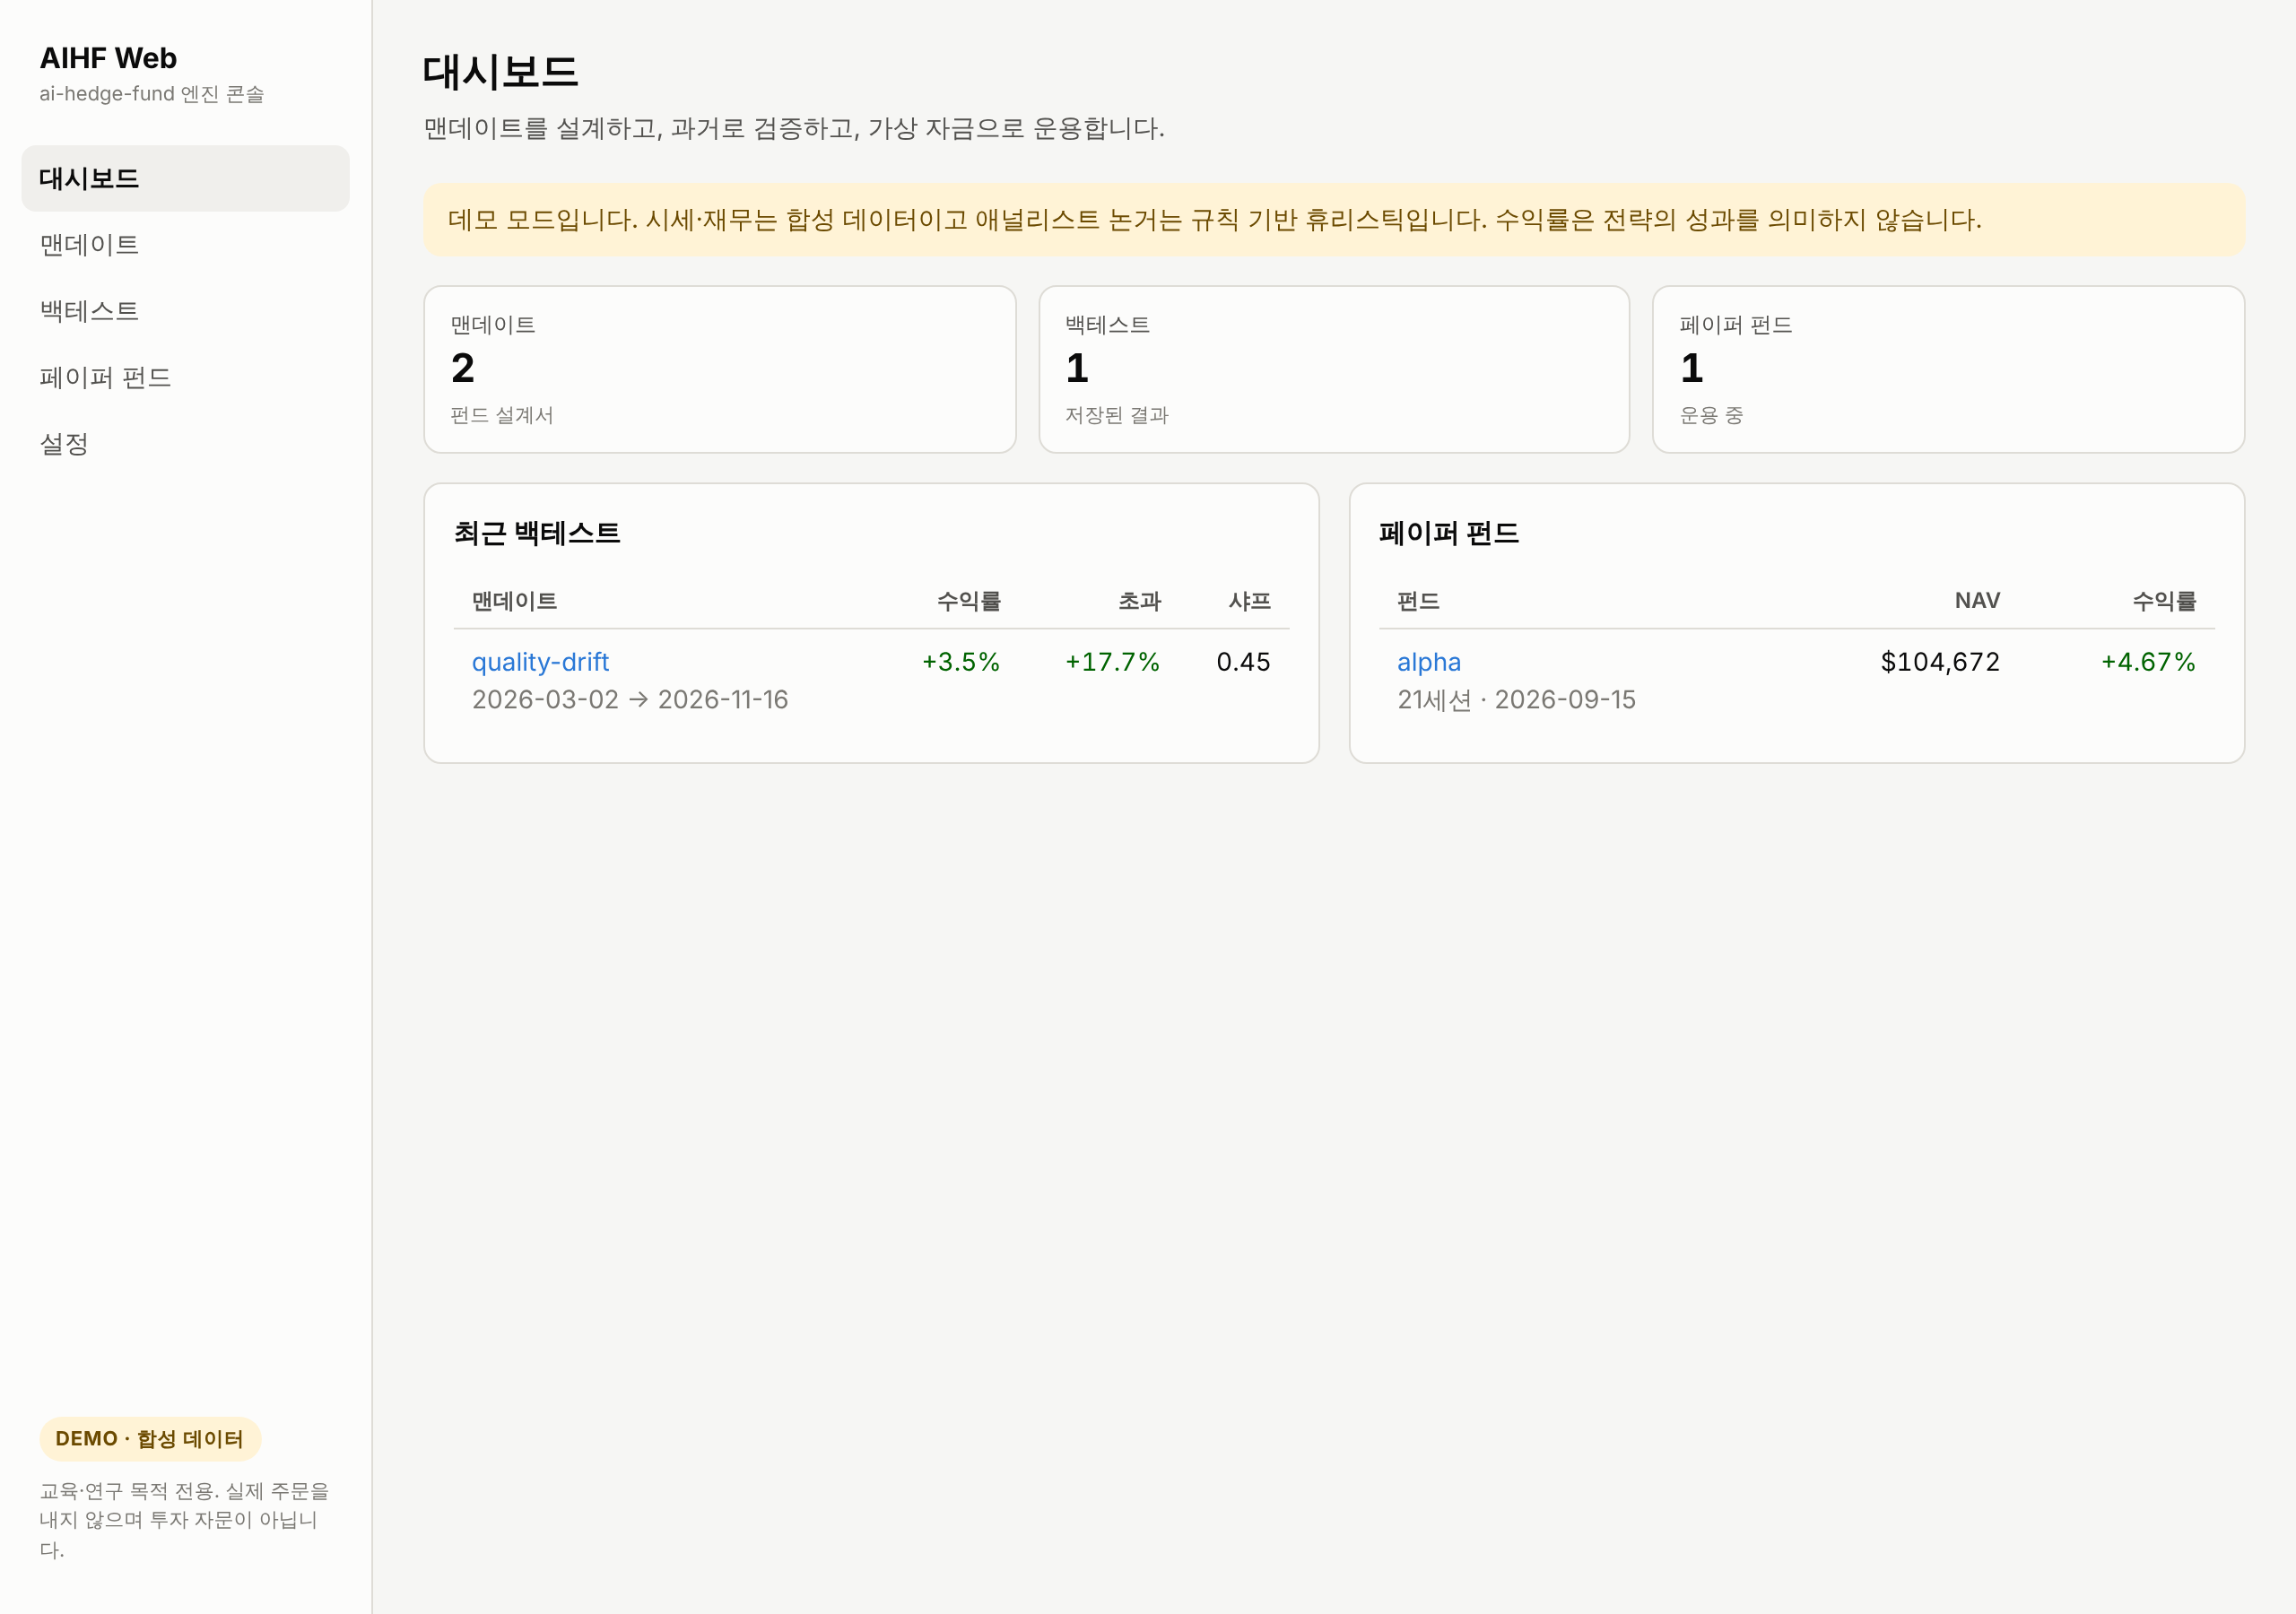 AIHF Web
ai-hedge-fund 엔진 콘솔
대시보드
맨데이트
백테스트
페이퍼 펀드
설정
DEMO · 합성 데이터
교육·연구 목적 전용. 실제 주문을
내지 않으며 투자 자문이 아닙니
다.
대시보드
맨데이트를 설계하고, 과거로 검증하고, 가상 자금으로 운용합니다.
데모 모드입니다. 시세·재무는 합성 데이터이고 애널리스트 논거는 규칙 기반 휴리스틱입니다. 수익률은 전략의 성과를 의미하지 않습니다.
맨데이트
2
펀드 설계서
백테스트
1
저장된 결과
페이퍼 펀드
1
운용 중
최근 백테스트
맨데이트 수익률 초과 샤프
quality-drift +3.5% +17.7% 0.45
2026-03-02 → 2026-11-16
페이퍼 펀드
펀드 NAV 수익률
alpha $104,672 +4.67%
21세션 · 2026-09-15